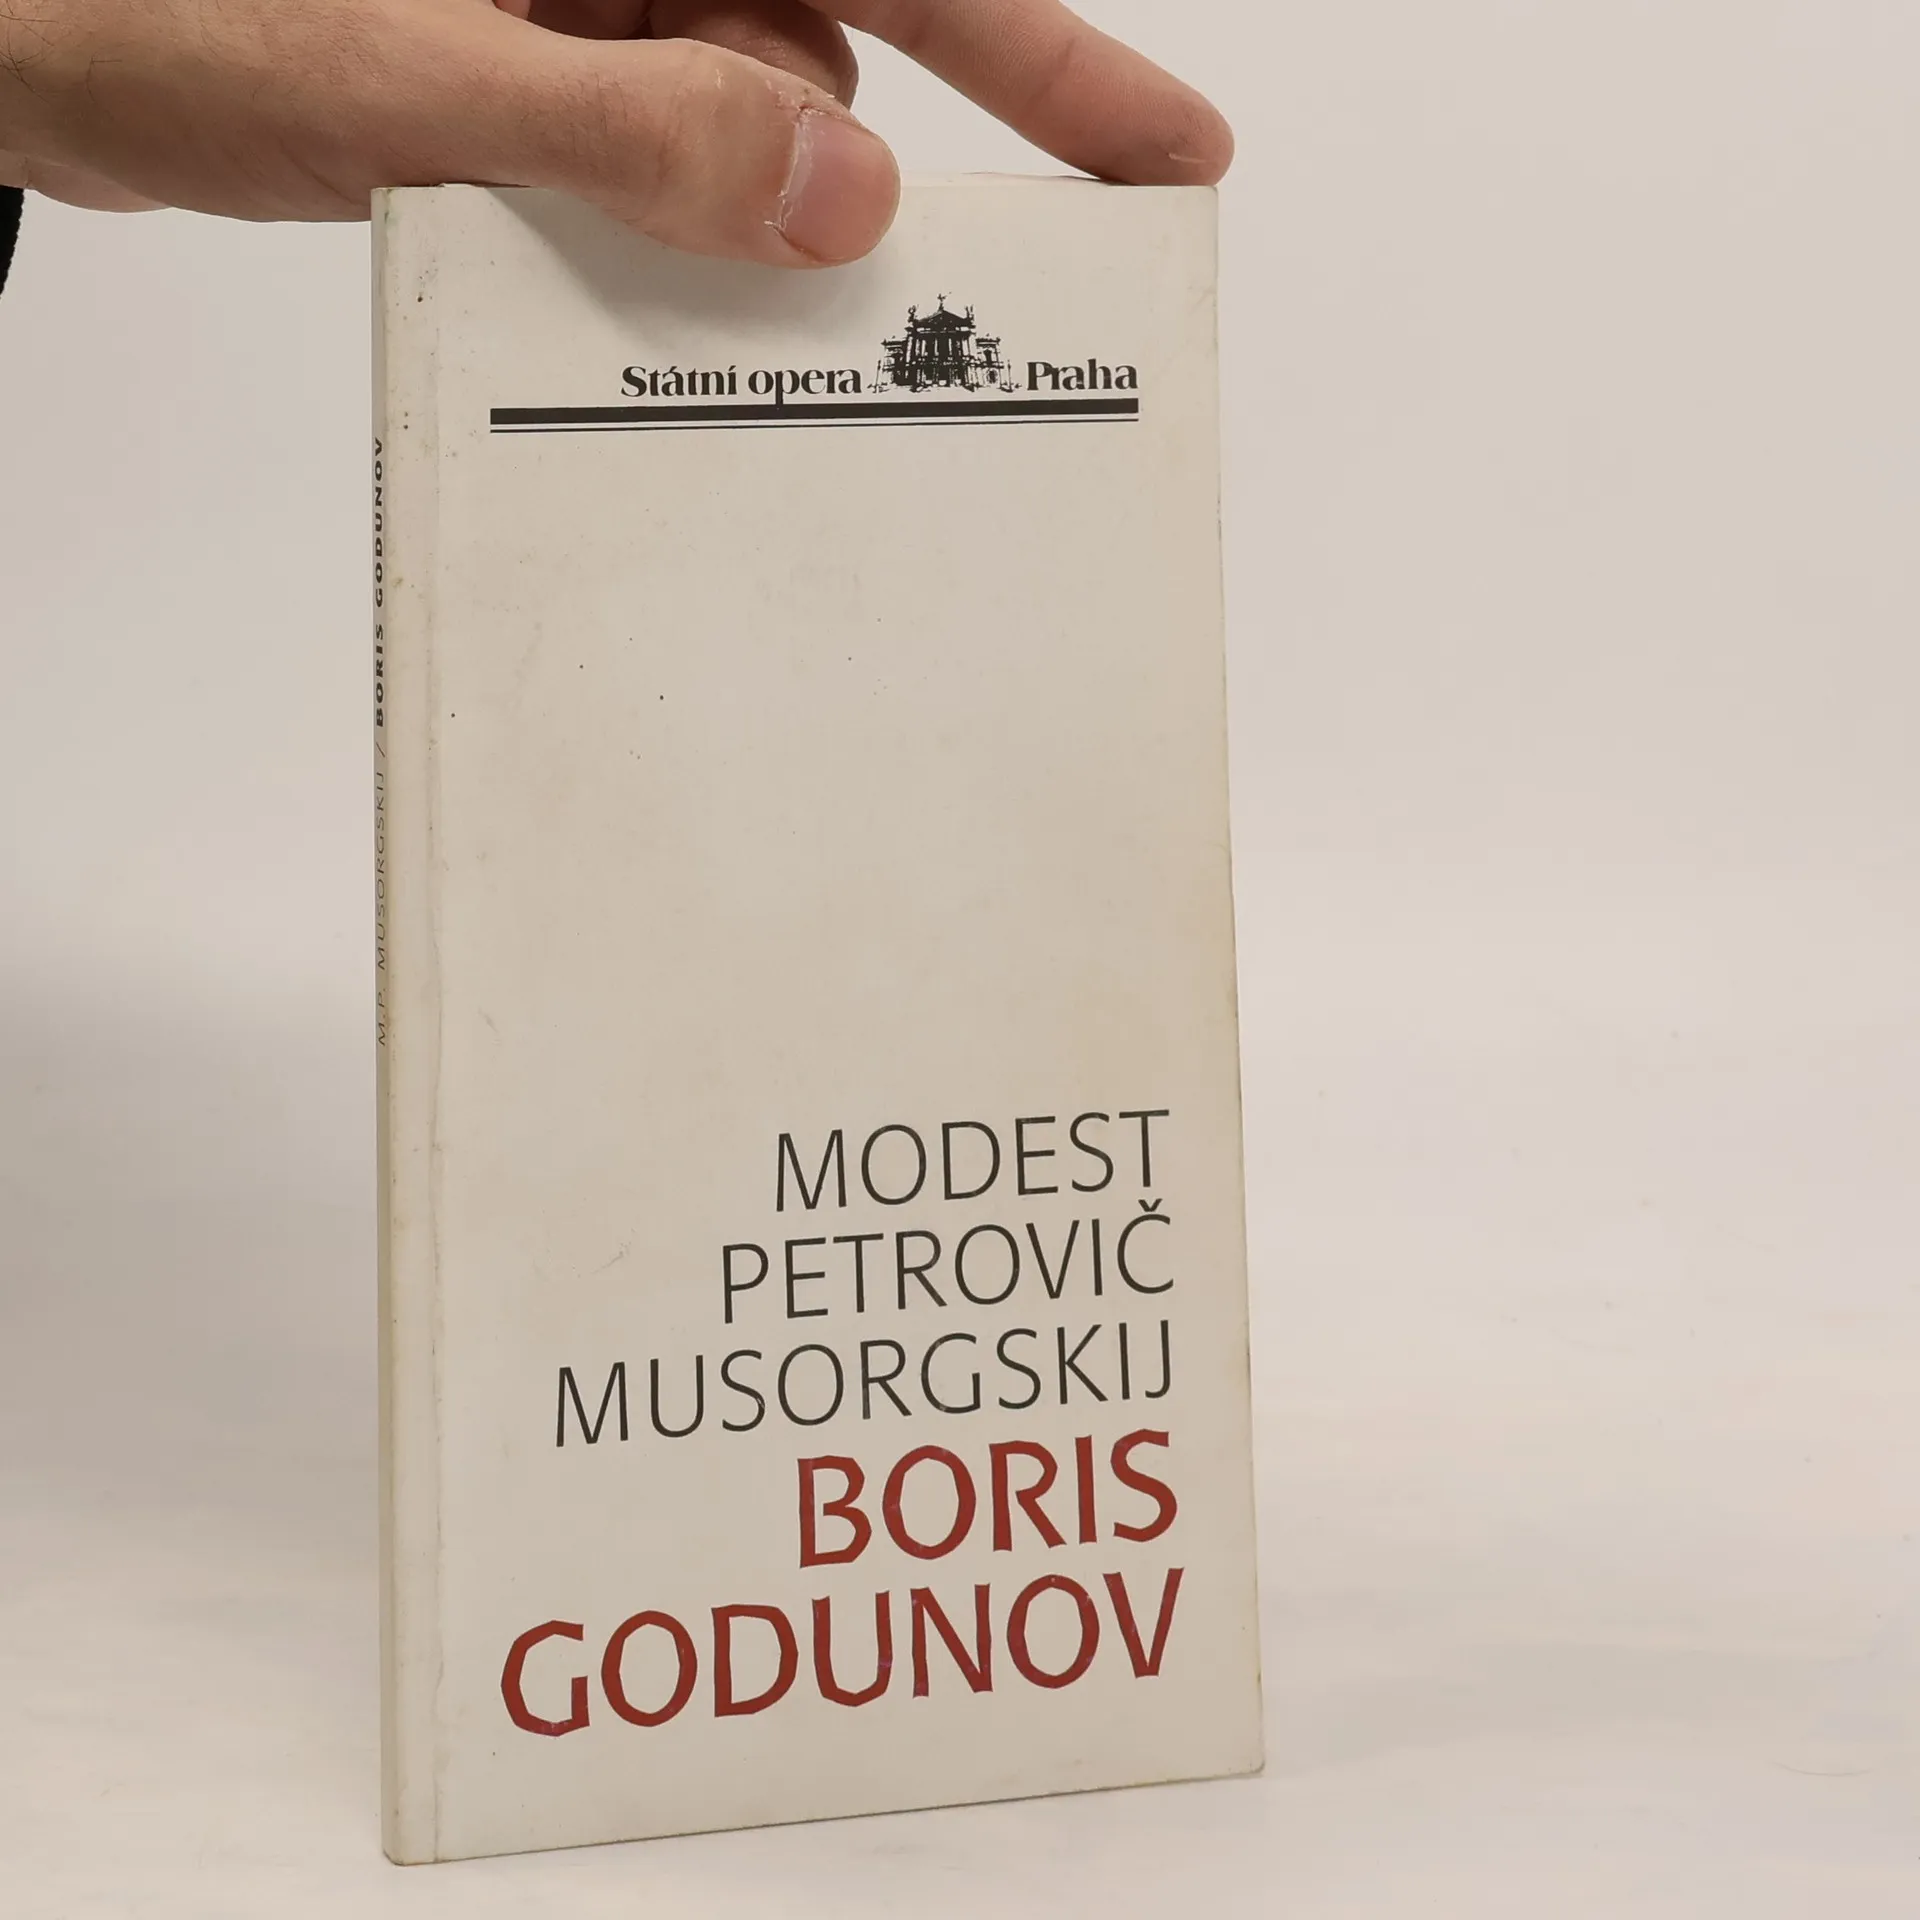 Státní opera Praha
M.P. MUSORGSKIJ / BORIS GODUNOV
MODEST
PETROVIČ
MUSORGSKIJ
BORIS
GODUNOV